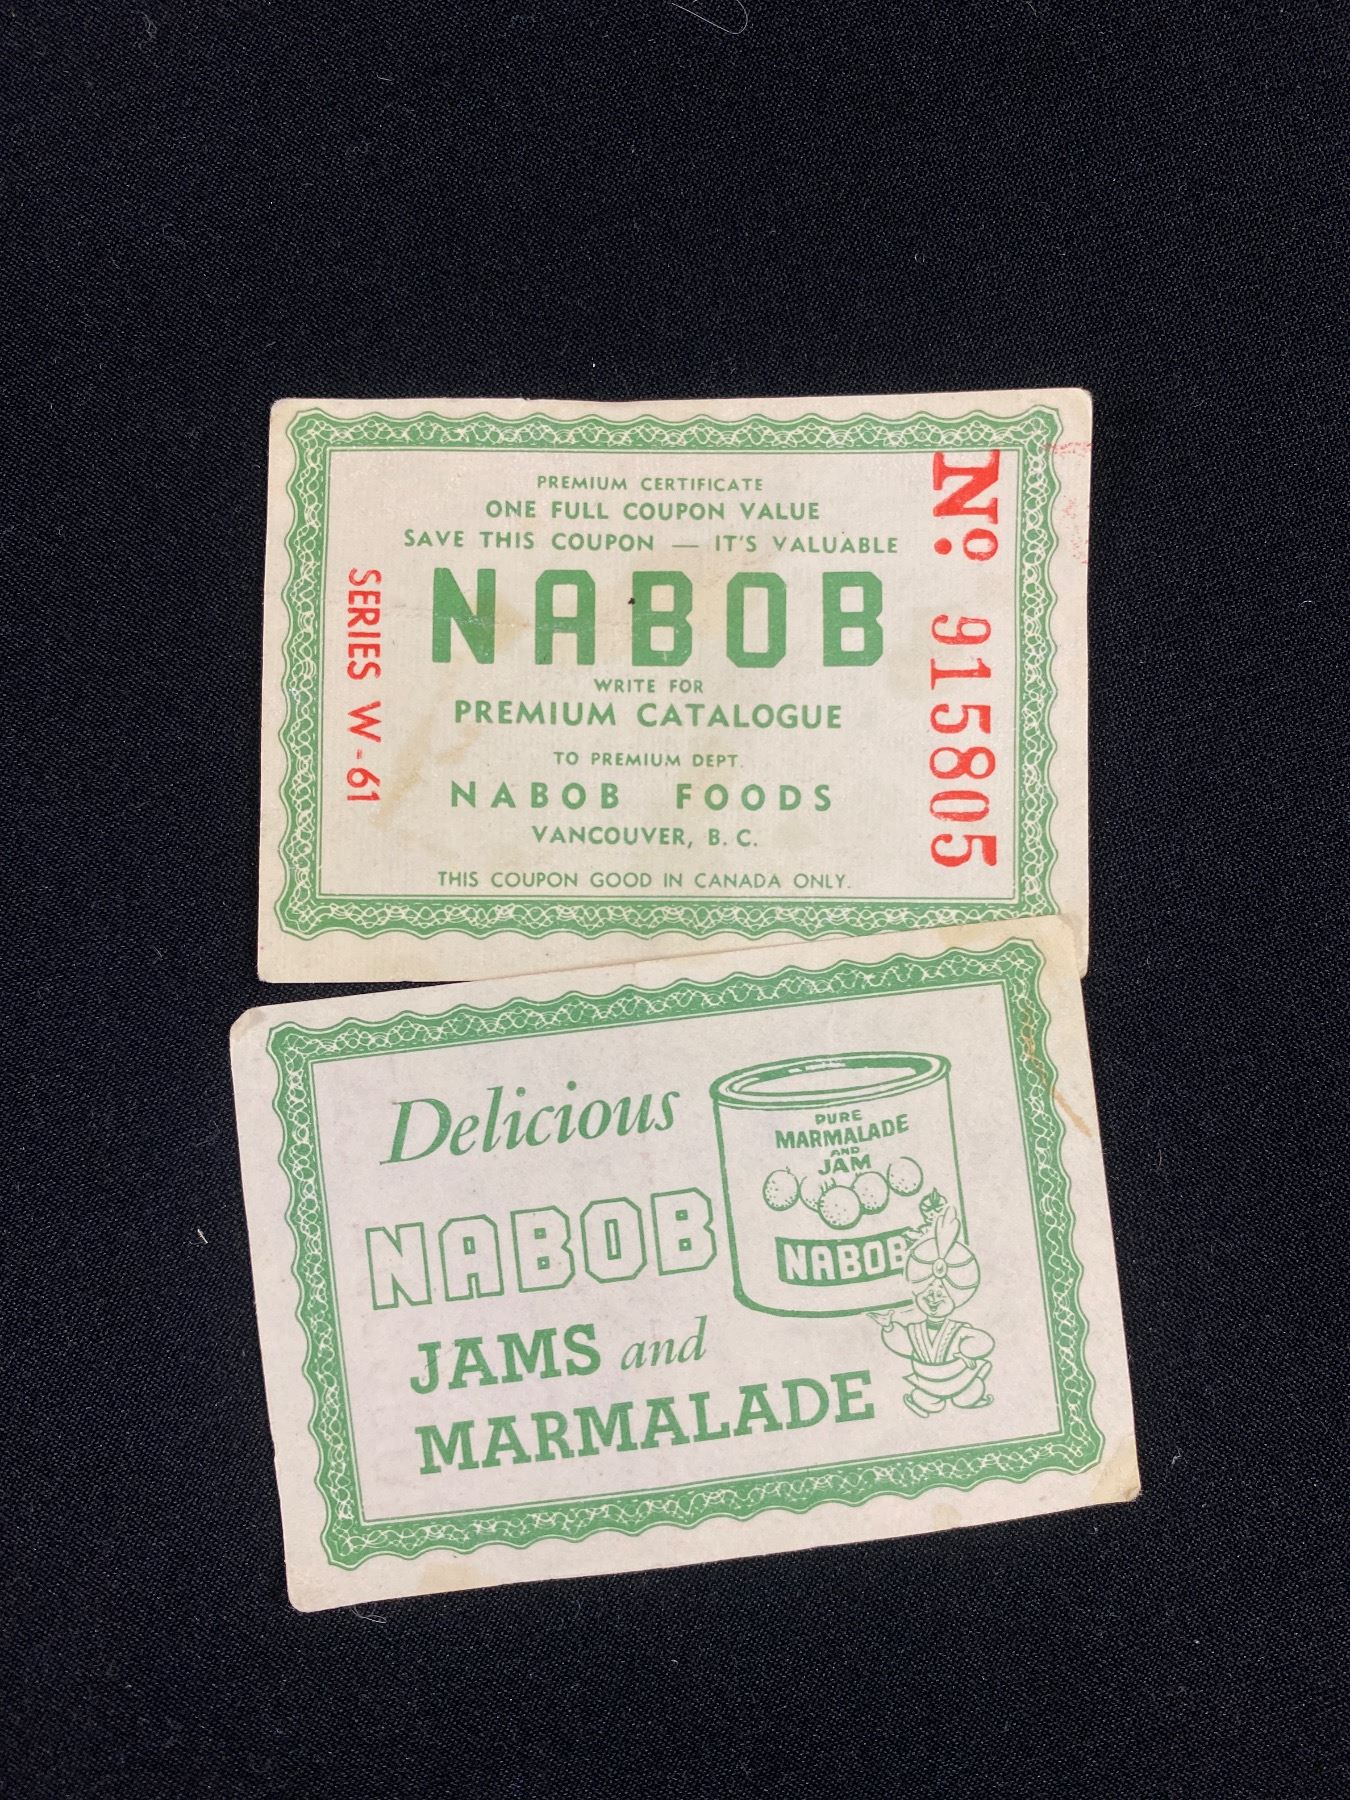 PREMIUM CERTIFICATE
ONE FULL COUPON VALUE
SAVE THIS COUPON — IT'S VALUABLE
NABOB
WRITE FOR
PREMIUM CATALOGUE
TO PREMIUM DEPT.
NABOB FOODS
VANCOUVER, B. C.
THIS COUPON GOOD IN CANADA ONLY.
SERIES W-61
No. 915805
Delicious
NABOB
JAMS and
MARMALADE
PURE
MARMALADE
AND
JAM
NABOB